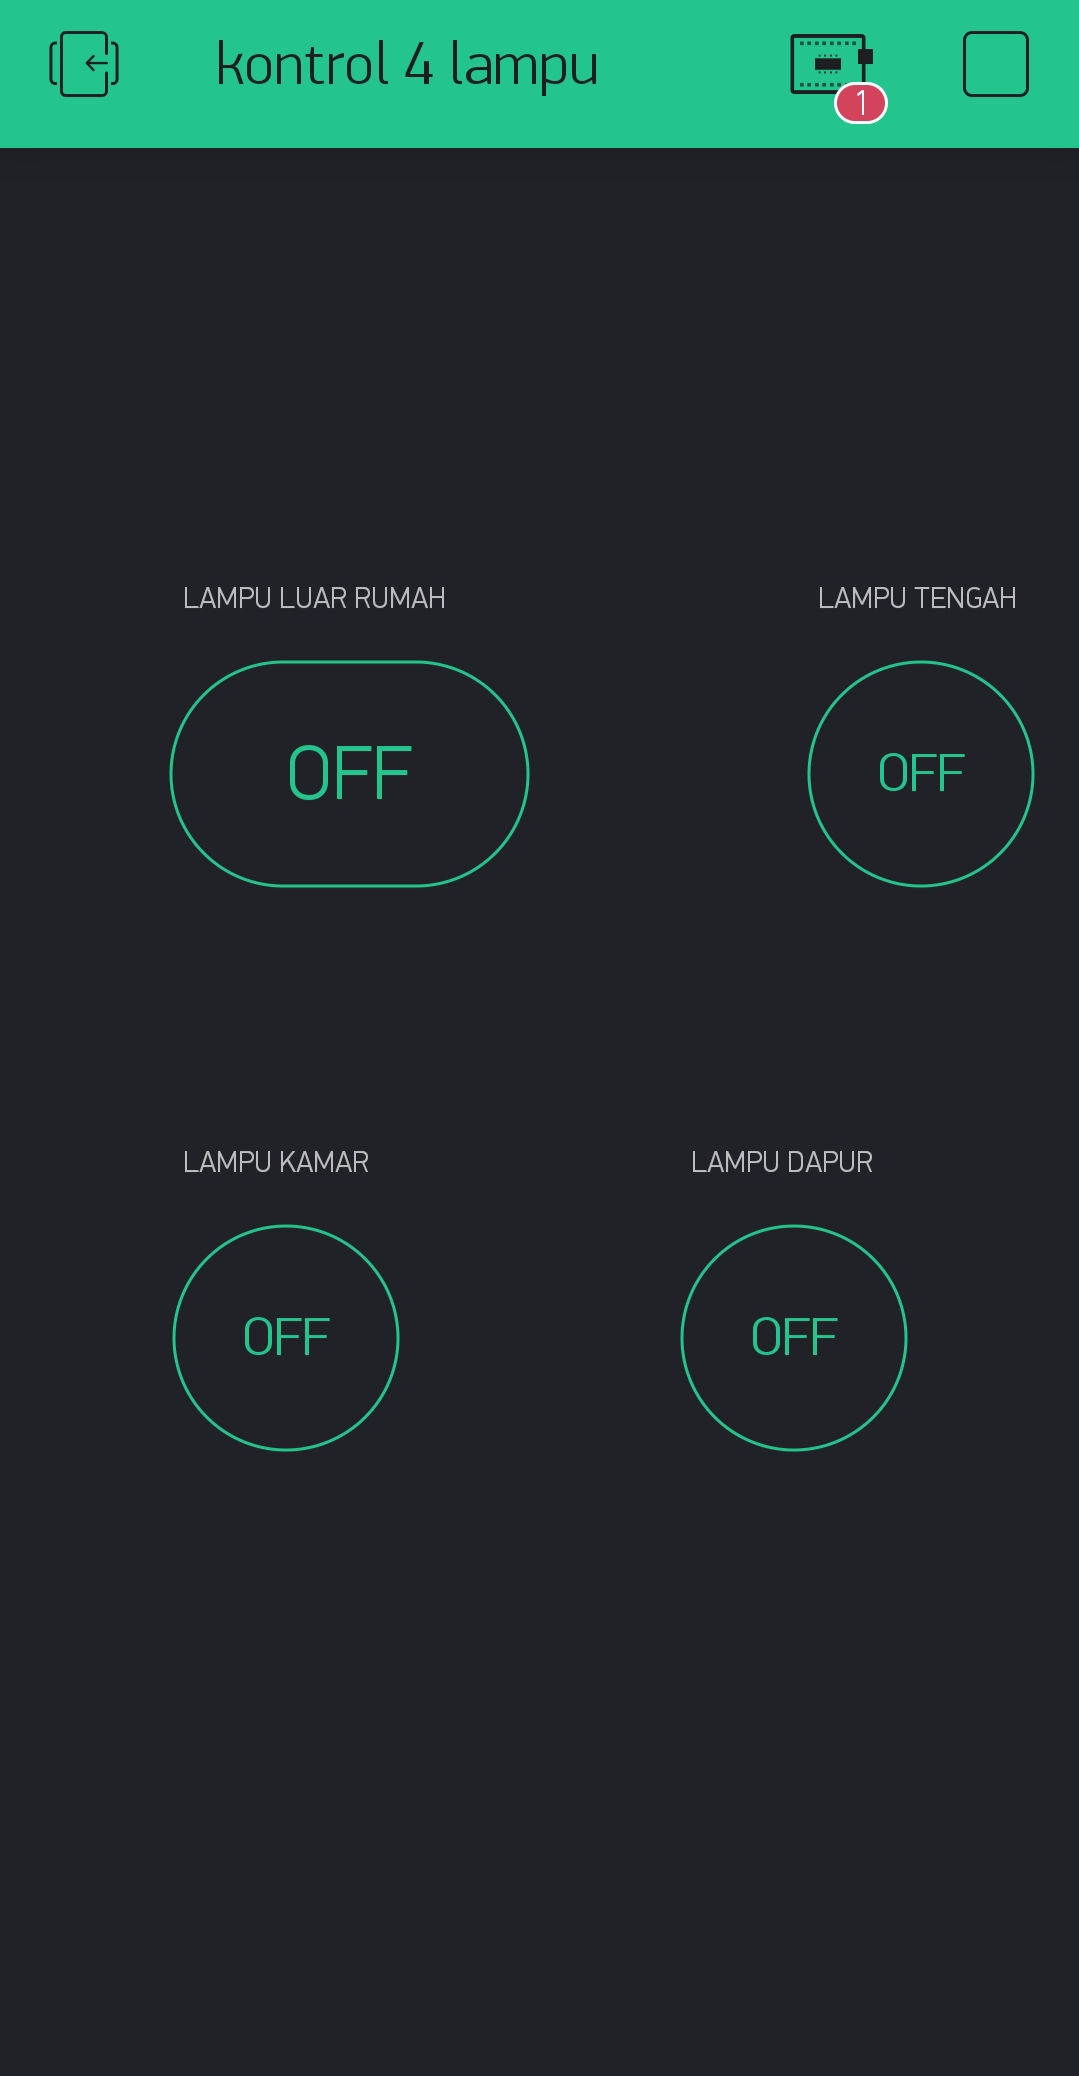 kontrol 4 lampu
1
LAMPU LUAR RUMAH
LAMPU TENGAH
OFF
OFF
LAMPU KAMAR
LAMPU DAPUR
OFF
OFF